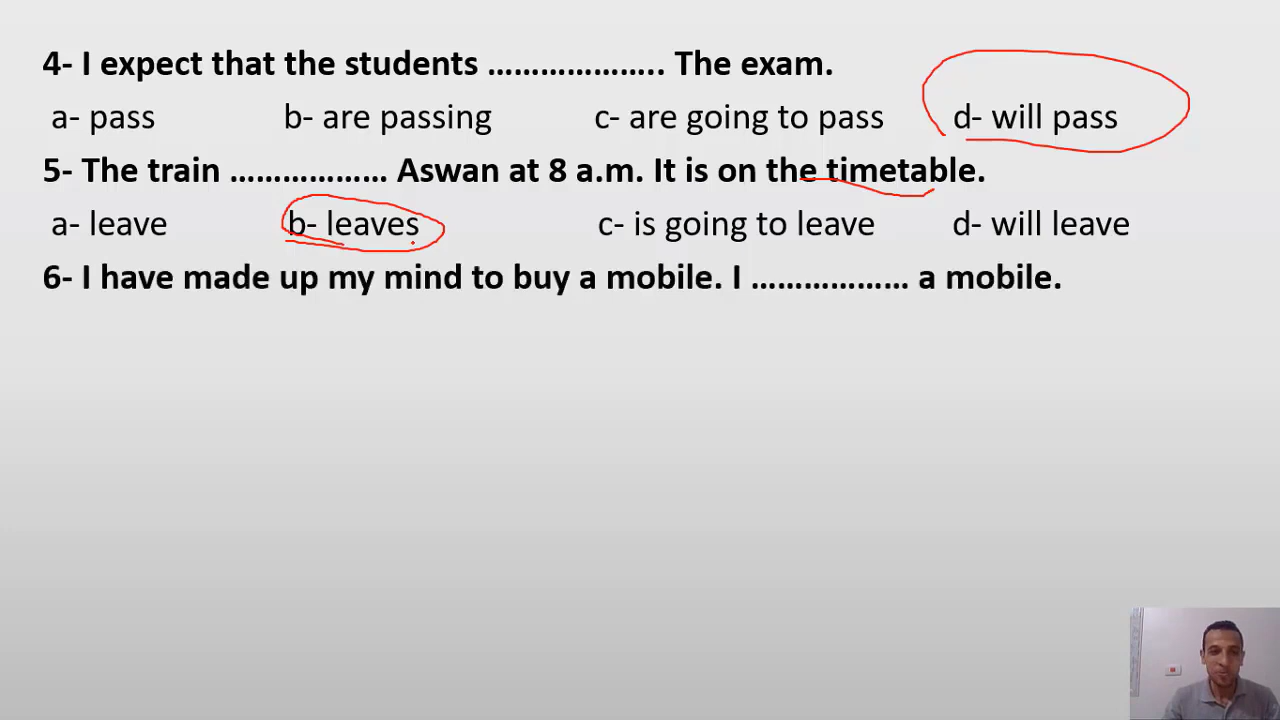 4- I expect that the students ……………….. The exam.
a- pass b- are passing c- are going to pass d- will pass
5- The train ……………… Aswan at 8 a.m. It is on the timetable.
a- leave b- leaves c- is going to leave d- will leave
6- I have made up my mind to buy a mobile. I ……………… a mobile.